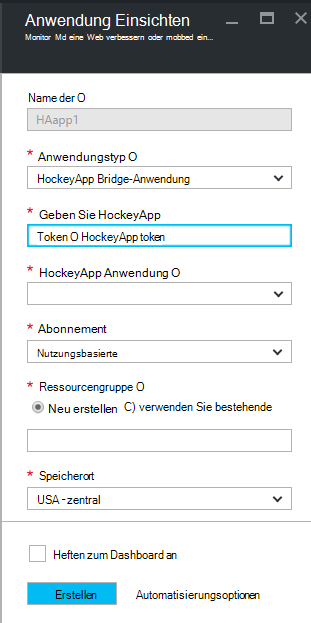 Anwendung Einsichten
Monitor Md eine Web verbessern oder mobbed ein...
Name der O
HAapp1
* Anwendungstyp O
HockeyApp Bridge-Anwendung
* Geben Sie HockeyApp
Token O HockeyApp token
* HockeyApp Anwendung O
* Abonnement
Nutzungsbasierte
* Ressourcengruppe O
Neu erstellen C) verwenden Sie bestehende
* Speicherort
USA - zentral
Heften zum Dashboard an
Erstellen Automatisierungsoptionen